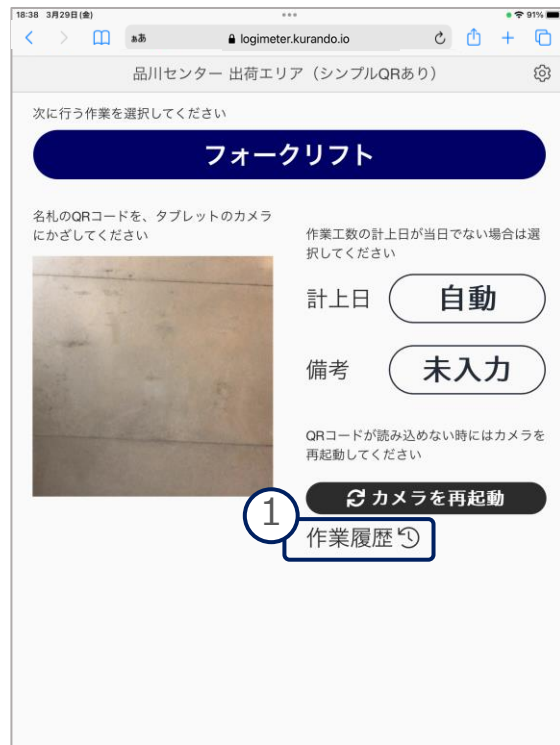 18:38 3月29日(金)
91%
ぁあ
logimeter.kurando.io
品川センター 出荷エリア（シンプルQRあり）
次に行う作業を選択してください
フォークリフト
名札のQRコードを、タブレットのカメラ
にかざしてください
作業工数の計上日が当日でない場合は選
択してください
計上日
自動
備考
未入力
QRコードが読み込めない時にはカメラを
再起動してください
カメラを再起動
1
作業履歴